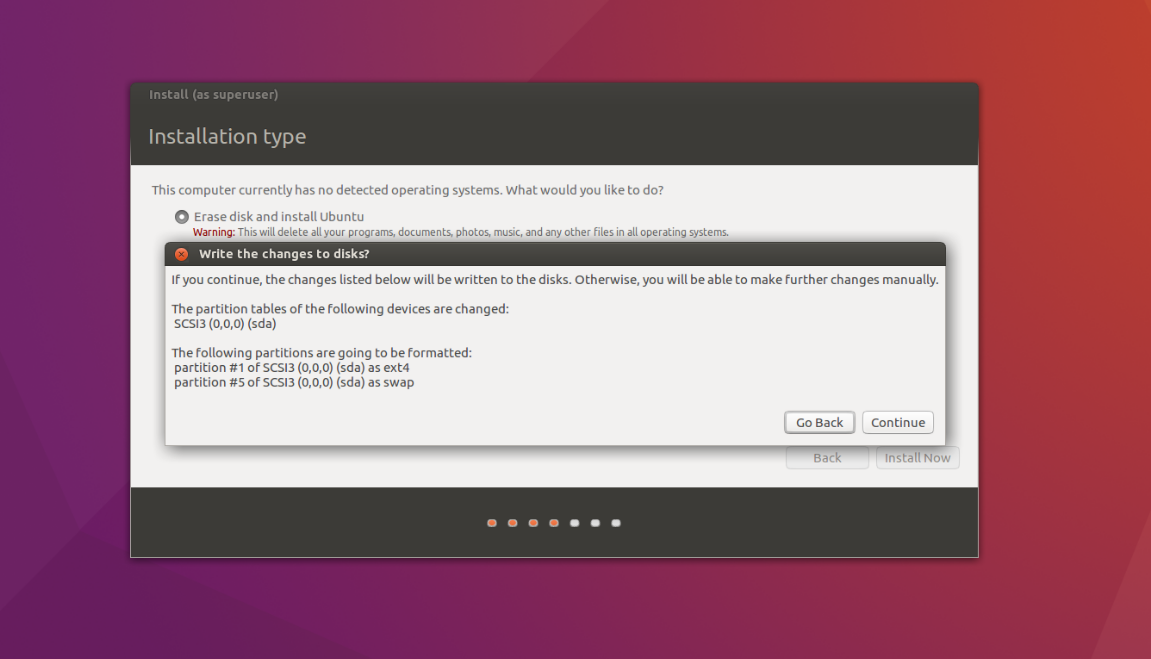 Install (as superuser)
Installation type
This computer currently has no detected operating systems. What would you like to do?
Erase disk and install Ubuntu
Warning: This will delete all your programs, documents, photos, music, and any other files in all operating systems.
Write the changes to disks?
If you continue, the changes listed below will be written to the disks. Otherwise, you will be able to make further changes manually.
The partition tables of the following devices are changed:
SCSI3 (0,0,0) (sda)
The following partitions are going to be formatted:
partition #1 of SCSI3 (0,0,0) (sda) as ext4
partition #5 of SCSI3 (0,0,0) (sda) as swap
Go Back Continue
Back Install Now